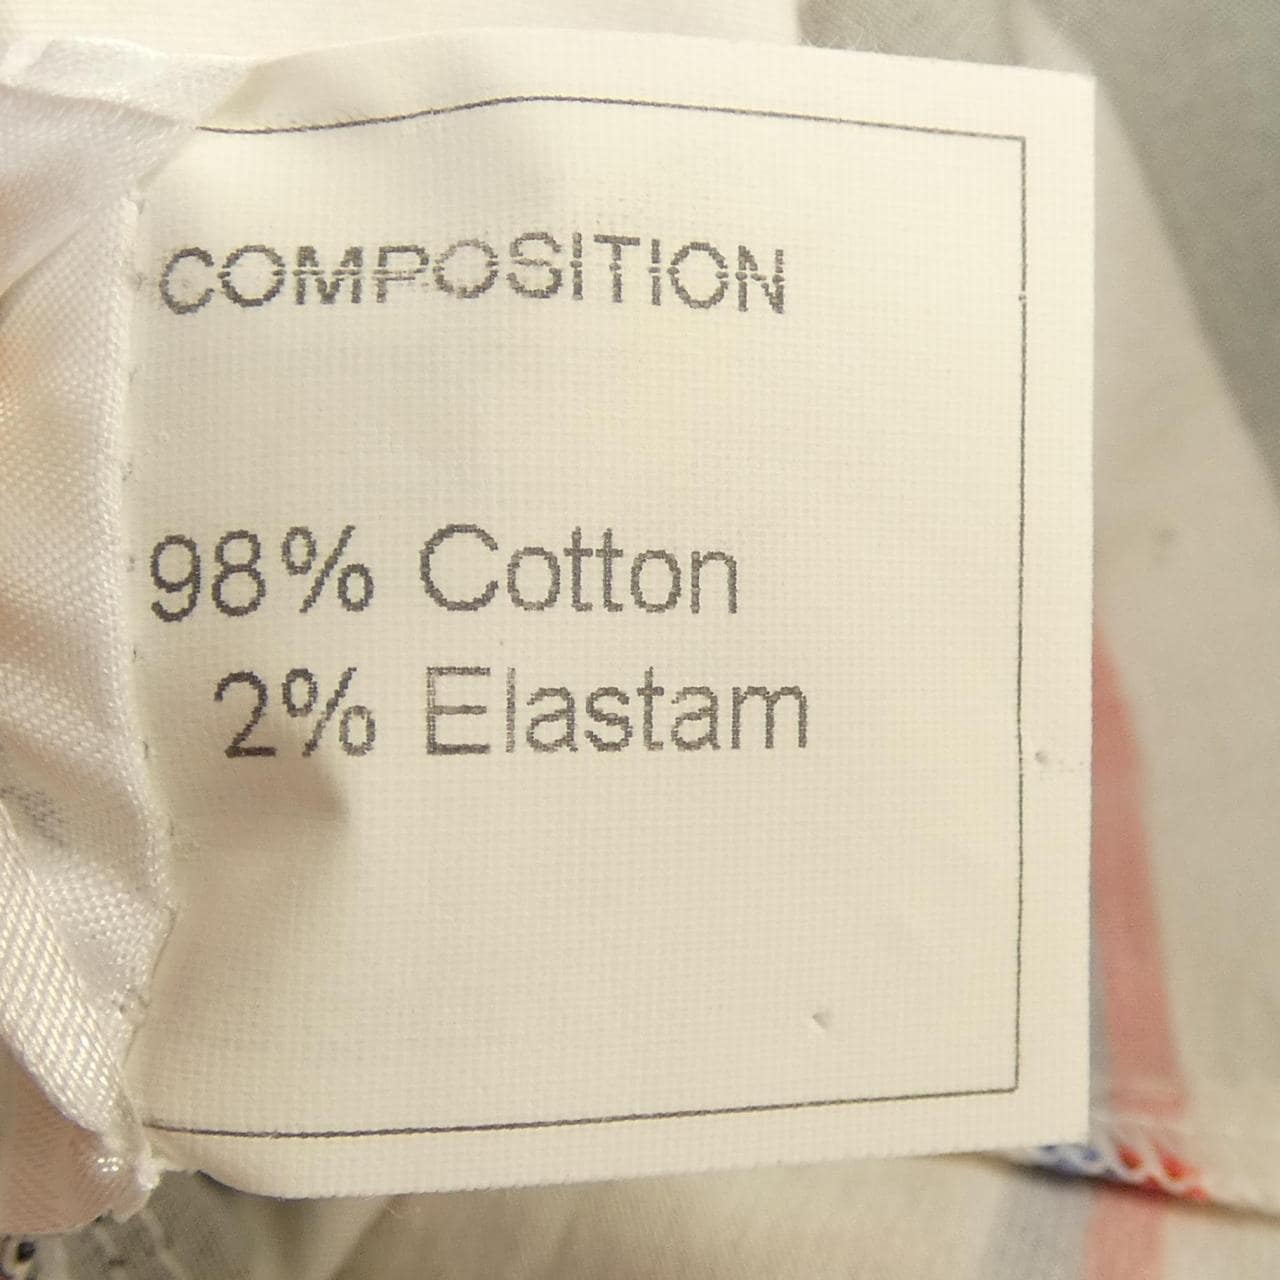 COMPOSITION
98% Cotton
2% Elastam